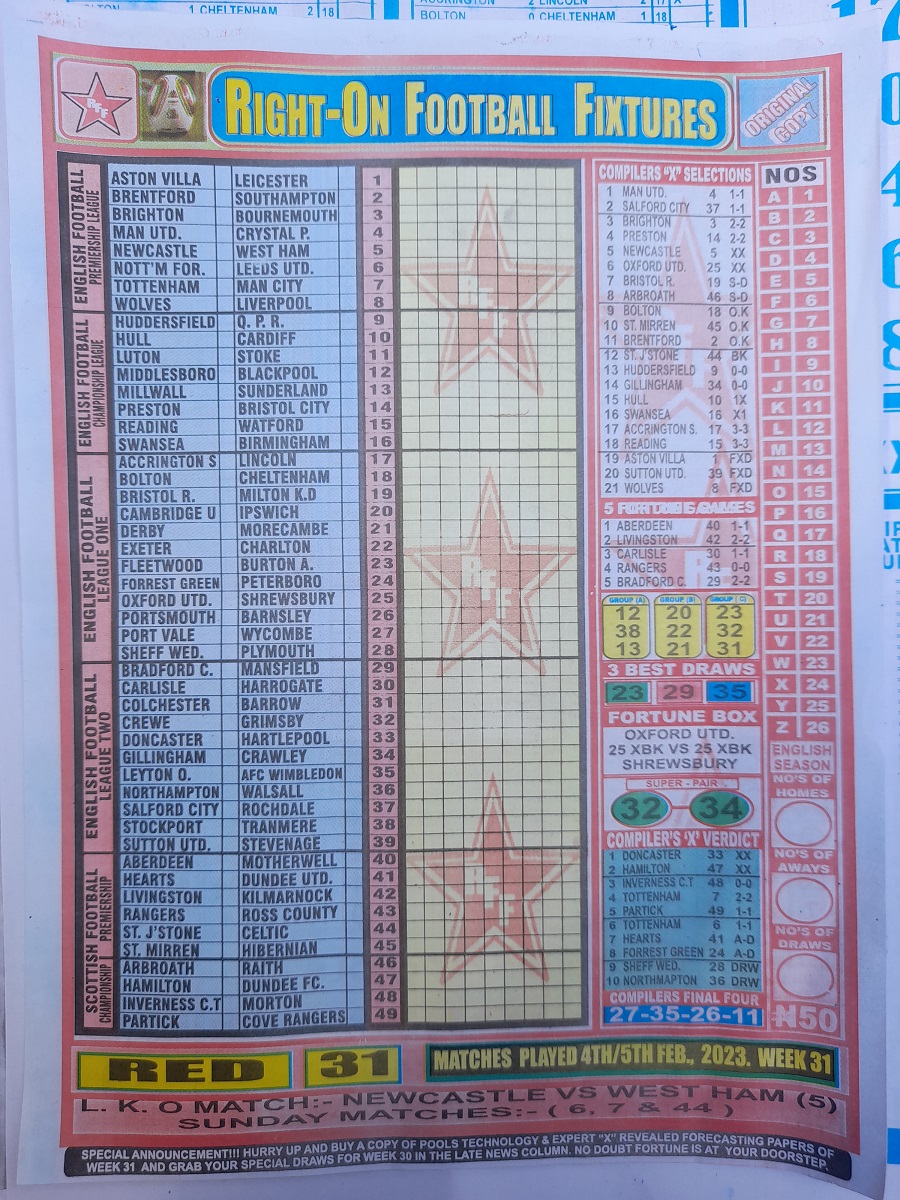 1 CHELTENHAM 2 18
2 LINCOLN 2 17 X
BOLTON 0 CHELTENHAM 1 18
RFF
RIGHT-ON FOOTBALL FIXTURES
ORIGINAL COPY
ENGLISH FOOTBALL PREMIERSHIP LEAGUE
ASTON VILLA LEICESTER 1
BRENTFORD SOUTHAMPTON 2
BRIGHTON BOURNEMOUTH 3
MAN UTD. CRYSTAL P. 4
NEWCASTLE WEST HAM 5
NOTT'M FOR. LEEDS UTD. 6
TOTTENHAM MAN CITY 7
WOLVES LIVERPOOL 8
ENGLISH FOOTBALL CHAMPIONSHIP LEAGUE
HUDDERSFIELD Q. P. R. 9
HULL CARDIFF 10
LUTON STOKE 11
MIDDLESBORO BLACKPOOL 12
MILLWALL SUNDERLAND 13
PRESTON BRISTOL CITY 14
READING WATFORD 15
SWANSEA BIRMINGHAM 16
ENGLISH FOOTBALL LEAGUE ONE
ACCRINGTON S LINCOLN 17
BOLTON CHELTENHAM 18
BRISTOL R. MILTON K.D 19
CAMBRIDGE U IPSWICH 20
DERBY MORECAMBE 21
EXETER CHARLTON 22
FLEETWOOD BURTON A. 23
FORREST GREEN PETERBORO 24
OXFORD UTD. SHREWSBURY 25
PORTSMOUTH BARNSLEY 26
PORT VALE WYCOMBE 27
SHEFF WED. PLYMOUTH 28
ENGLISH FOOTBALL LEAGUE TWO
BRADFORD C. MANSFIELD 29
CARLISLE HARROGATE 30
COLCHESTER BARROW 31
CREWE GRIMSBY 32
DONCASTER HARTLEPOOL 33
GILLINGHAM CRAWLEY 34
LEYTON O. AFC WIMBLEDON 35
NORTHAMPTON WALSALL 36
SALFORD CITY ROCHDALE 37
STOCKPORT TRANMERE 38
SUTTON UTD. STEVENAGE 39
SCOTTISH FOOTBALL
PREMIERSHIP
ABERDEEN MOTHERWELL 40
HEARTS DUNDEE UTD. 41
LIVINGSTON KILMARNOCK 42
RANGERS ROSS COUNTY 43
ST. J'STONE CELTIC 44
ST. MIRREN HIBERNIAN 45
CHAMPIONSHIP
ARBROATH RAITH 46
HAMILTON DUNDEE FC. 47
INVERNESS C.T MORTON 48
PARTICK COVE RANGERS 49
RFF
RFF
RFF
COMPILERS "X" SELECTIONS
1 MAN UTD. 4 1-1
2 SALFORD CITY 37 1-1
3 BRIGHTON 3 2-2
4 PRESTON 14 2-2
5 NEWCASTLE 5 XX
6 OXFORD UTD. 25 XX
7 BRISTOL R. 19 S-D
8 ARBROATH 46 S-D
9 BOLTON 18 O.K
10 ST. MIRREN 45 O.K
11 BRENTFORD 2 O.K
12 ST. J'STONE 44 BK
13 HUDDERSFIELD 9 0-0
14 GILLINGHAM 34 0-0
15 HULL 10 1X
16 SWANSEA 16 X1
17 ACCRINGTON S. 17 3-3
18 READING 15 3-3
19 ASTON VILLA 1 FXD
20 SUTTON UTD. 39 FXD
21 WOLVES 8 FXD
5 FORTUNE GAMES
1 ABERDEEN 40 1-1
2 LIVINGSTON 42 2-2
3 CARLISLE 30 1-1
4 RANGERS 43 0-0
5 BRADFORD C. 29 2-2
GROUP (A) GROUP (B) GROUP (C)
12 20 23
38 22 32
13 21 31
3 BEST DRAWS
23 29 35
FORTUNE BOX
OXFORD UTD.
25 XBK VS 25 XBK
SHREWSBURY
SUPER - PAIR
32 34
COMPILER'S 'X' VERDICT
1 DONCASTER 33 XX
2 HAMILTON 47 XX
3 INVERNESS C.T 48 0-0
4 TOTTENHAM 7 2-2
5 PARTICK 49 1-1
6 TOTTENHAM 6 1-1
7 HEARTS 41 A-D
8 FORREST GREEN 24 A-D
9 SHEFF WED. 28 DRW
10 NORTHMAPTON 36 DRW
COMPILERS FINAL FOUR
27-35-26-11
NOS
A 1
B 2
C 3
D 4
E 5
F 6
G 7
H 8
I 9
J 10
K 11
L 12
M 13
N 14
O 15
P 16
Q 17
R 18
S 19
T 20
U 21
V 22
W 23
X 24
Y 25
Z 26
ENGLISH
SEASON
NO'S OF
HOMES
NO'S OF
AWAYS
NO'S OF
DRAWS
₦50
RED 31
MATCHES PLAYED 4TH/5TH FEB., 2023. WEEK 31
L. K. O MATCH:- NEWCASTLE VS WEST HAM (5)
SUNDAY MATCHES:- ( 6, 7 & 44 )
SPECIAL ANNOUNCEMENT!!! HURRY UP AND BUY A COPY OF POOLS TECHNOLOGY & EXPERT "X" REVEALED FORECASTING PAPERS OF
WEEK 31 AND GRAB YOUR SPECIAL DRAWS FOR WEEK 30 IN THE LATE NEWS COLUMN. NO DOUBT FORTUNE IS AT YOUR DOORSTEP.